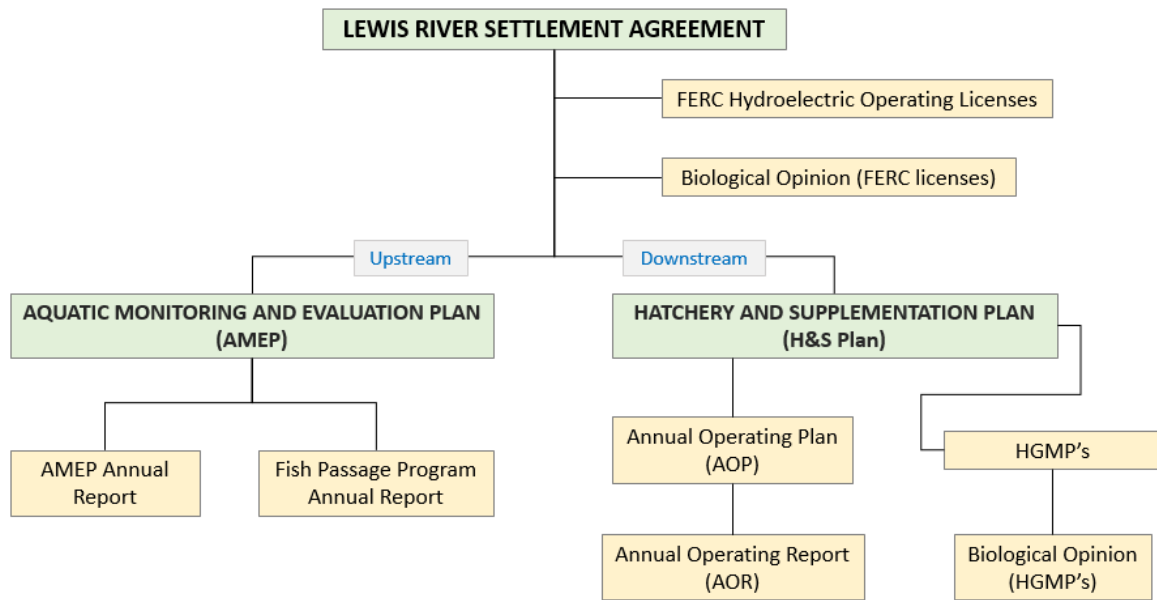 LEWIS RIVER SETTLEMENT AGREEMENT
FERC Hydroelectric Operating Licenses
Biological Opinion (FERC licenses)
Upstream
Downstream
AQUATIC MONITORING AND EVALUATION PLAN
(AMEP)
HATCHERY AND SUPPLEMENTATION PLAN
(H&S Plan)
AMEP Annual
Report
Fish Passage Program
Annual Report
Annual Operating Plan
(AOP)
HGMP's
Annual Operating Report
(AOR)
Biological Opinion
(HGMP's)